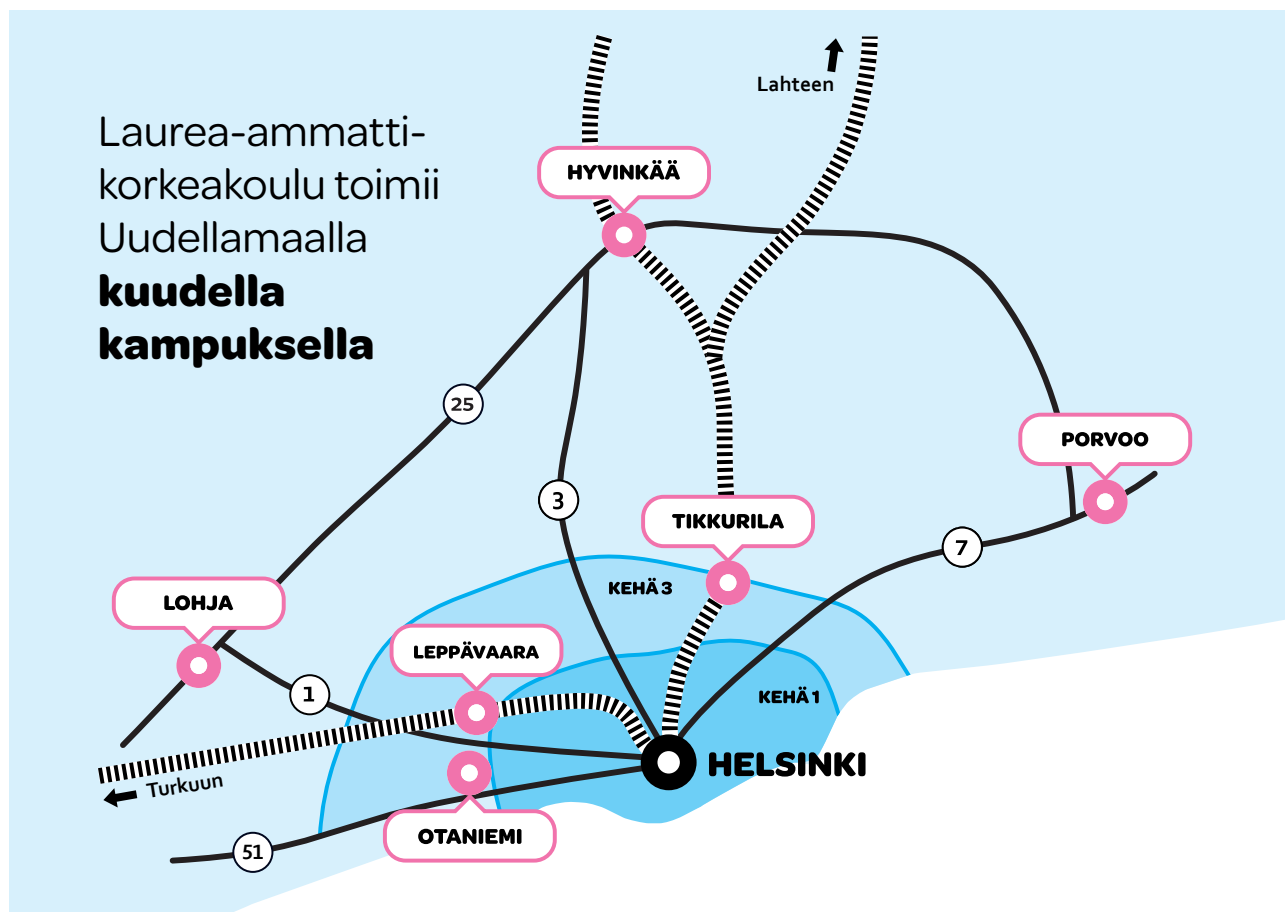 Lahteen
Laurea-ammatti-
korkeakoulu toimii
Uudellamaalla
kuudella
kampuksella
HYVINKÄÄ
25
PORVOO
3
TIKKURILA
7
KEHÄ 3
LOHJA
LEPPÄVAARA
1
KEHÄ 1
HELSINKI
Turkuun
OTANIEMI
51